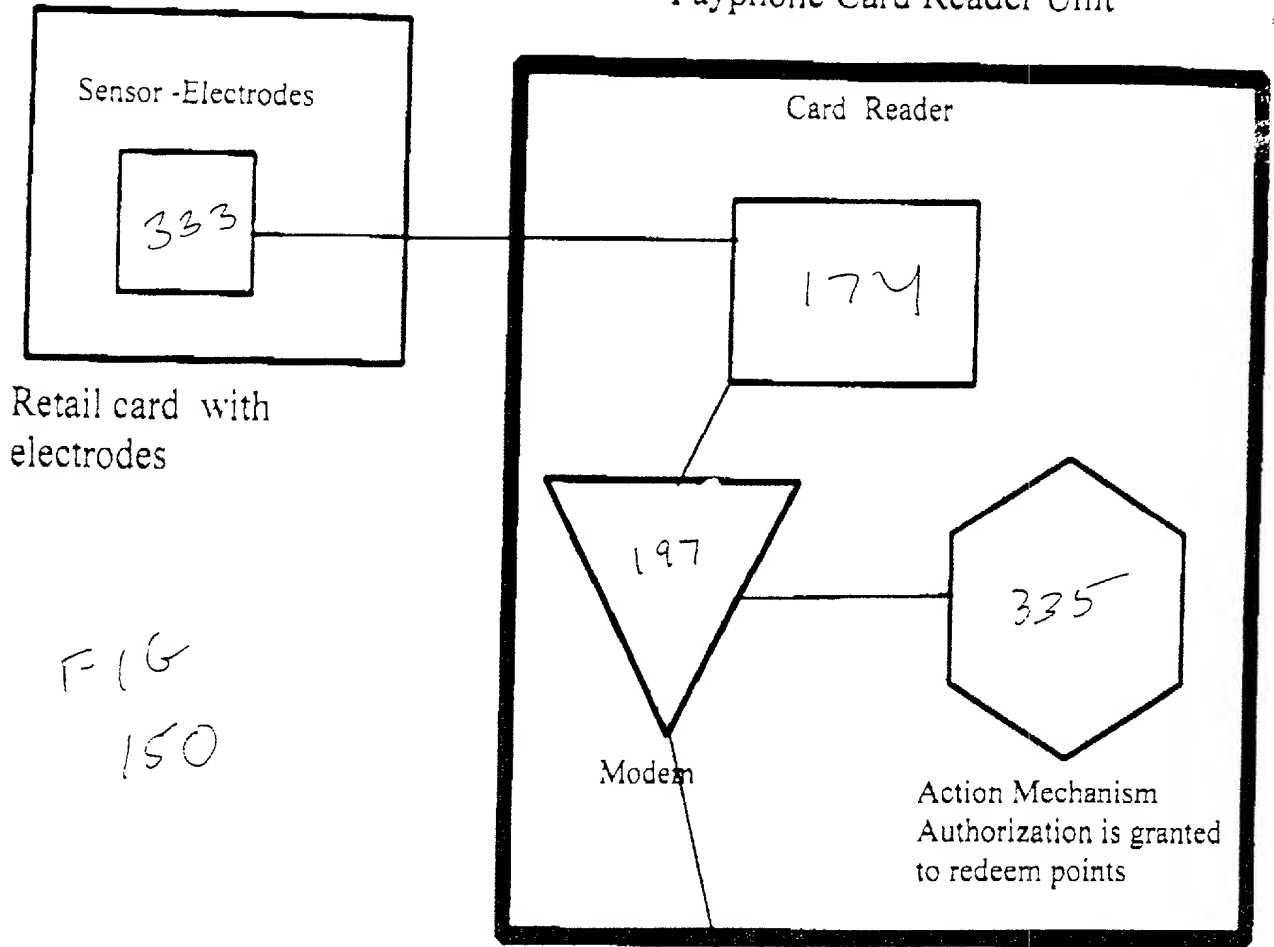 Payphone Card Reader Unit
Sensor -Electrodes
333
Retail card with
electrodes
Card Reader
174
197
Modem
335
Action Mechanism
Authorization is granted
to redeem points
FIG
150